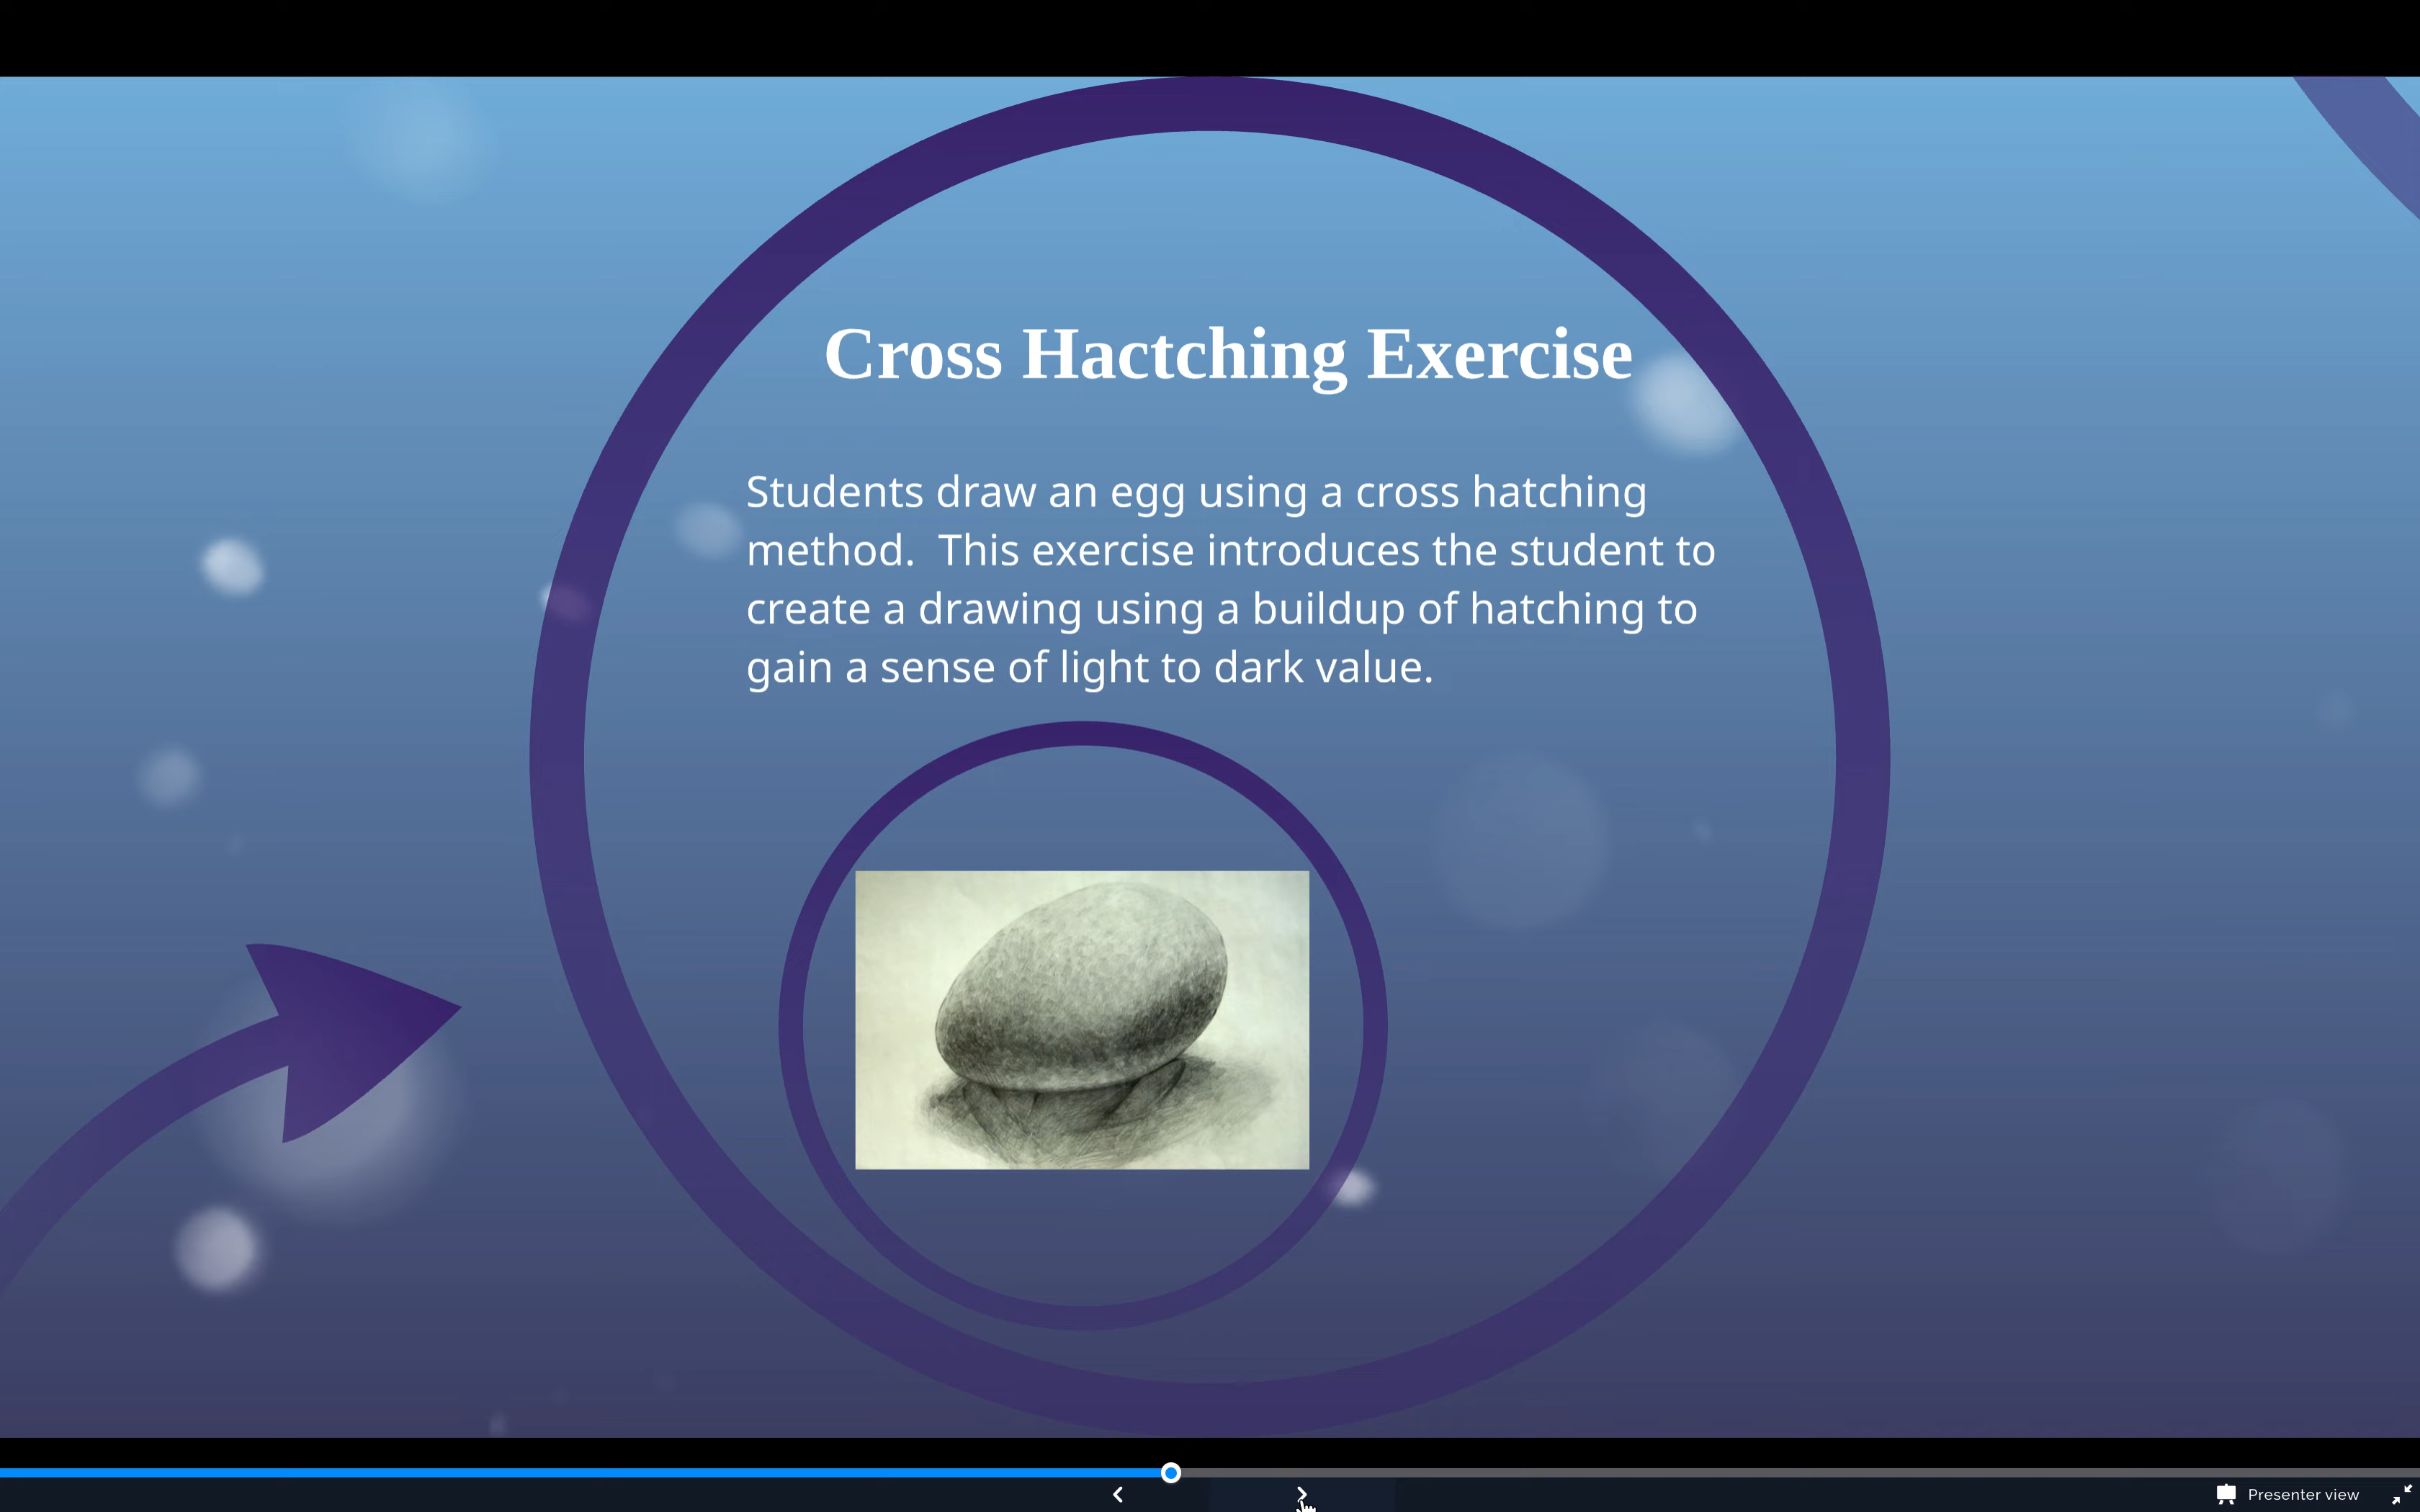 Cross Hactching Exercise
Students draw an egg using a cross hatching
method.  This exercise introduces the student to
create a drawing using a buildup of hatching to
gain a sense of light to dark value.
Presenter view